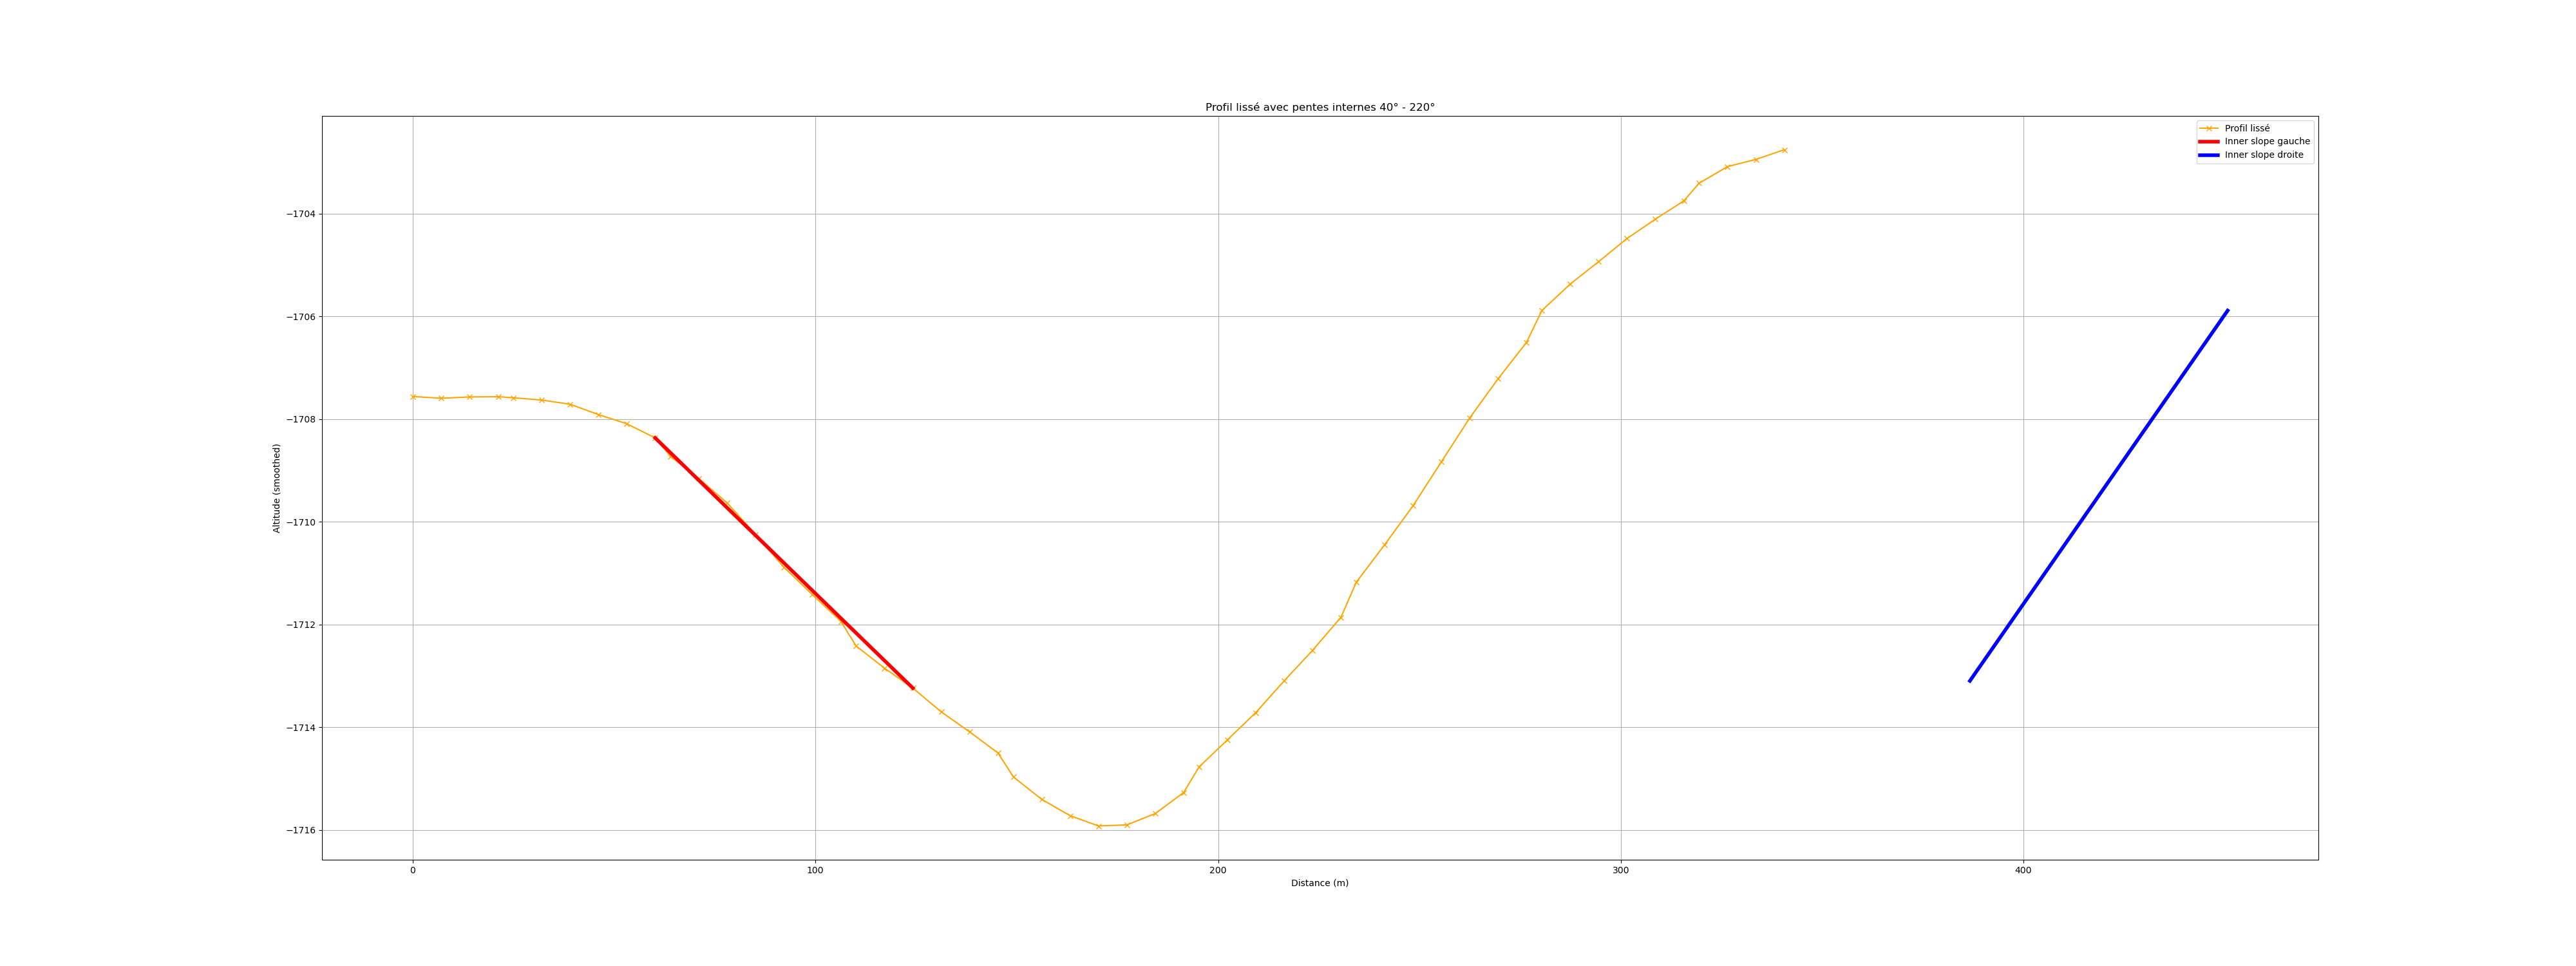 Profil lissé avec pentes internes 40° - 220°
Profil lissé
Inner slope gauche
Inner slope droite
Altitude (smoothed)
−1704
−1706
−1708
−1710
−1712
−1714
−1716
0
100
200
300
400
Distance (m)